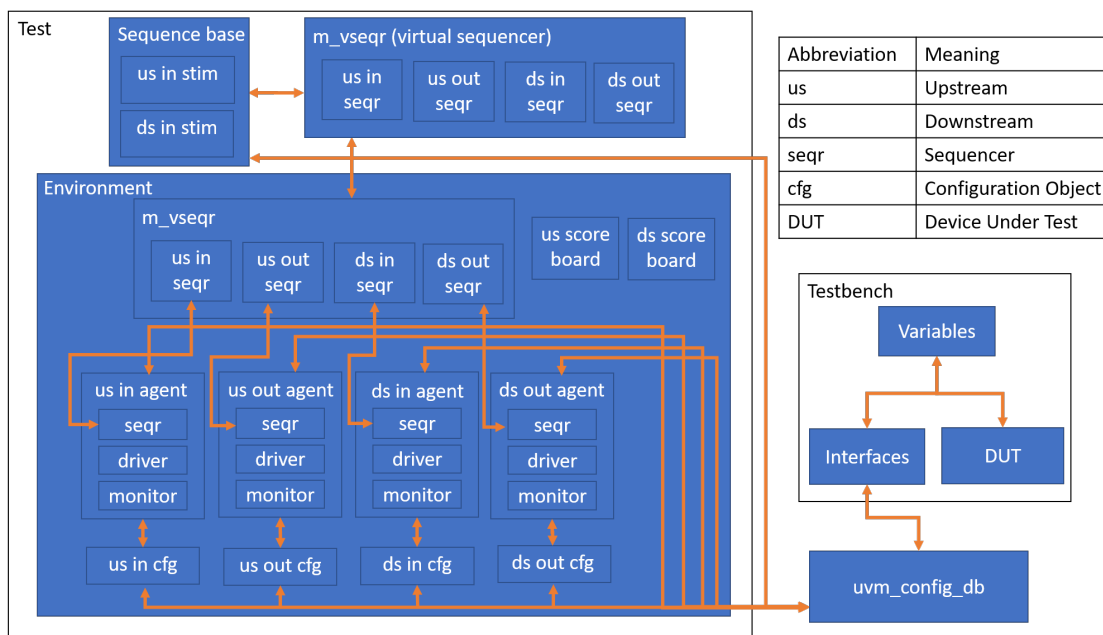 Test
Sequence base
us in stim
ds in stim
m_vseqr (virtual sequencer)
us in
seqr
us out
seqr
ds in
seqr
ds out
seqr
Environment
m_vseqr
us in
seqr
us out
seqr
ds in
seqr
ds out
seqr
us score
board
ds score
board
us in agent
seqr
driver
monitor
us out agent
seqr
driver
monitor
ds in agent
seqr
driver
monitor
ds out agent
seqr
driver
monitor
us in cfg
us out cfg
ds in cfg
ds out cfg
Abbreviation Meaning
us Upstream
ds Downstream
seqr Sequencer
cfg Configuration Object
DUT Device Under Test
Testbench
Variables
Interfaces
DUT
uvm_config_db